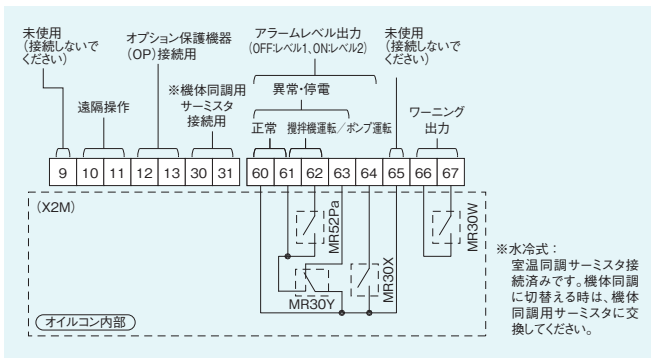 未使用
(接続しないで
ください)
オプション保護機器
(OP)接続用
アラームレベル出力
(OFF:レベル1、ON:レベル2)
未使用
(接続しないで
ください)
遠隔操作
※機体同調用
サーミスタ
接続用
異常・停電
正常
攪拌機運転/ポンプ運転
ワーニング
出力
9 10 11 12 13 30 31 60 61 62 63 64 65 66 67
(X2M)
MR52Pa
MR30Y
MR30X
MR30W
オイルコン内部
※水冷式:
室温同調サーミスタ接
続済みです。機体同調
に切替える時は、機体
同調用サーミスタに交
換してください。